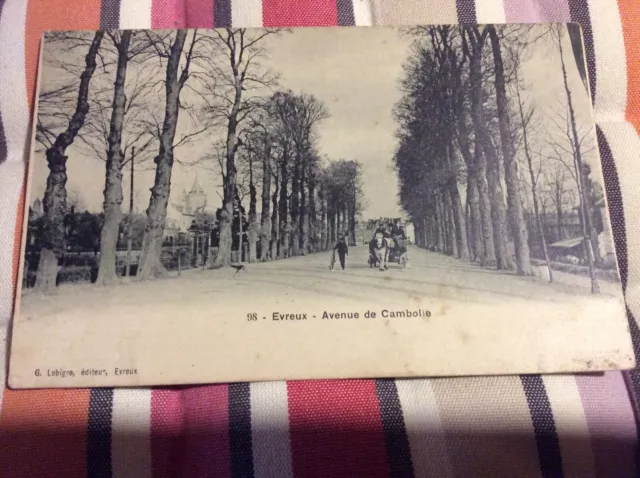 98 - Evreux - Avenue de Cambolle
G. Lebigre, éditeur, Evreux